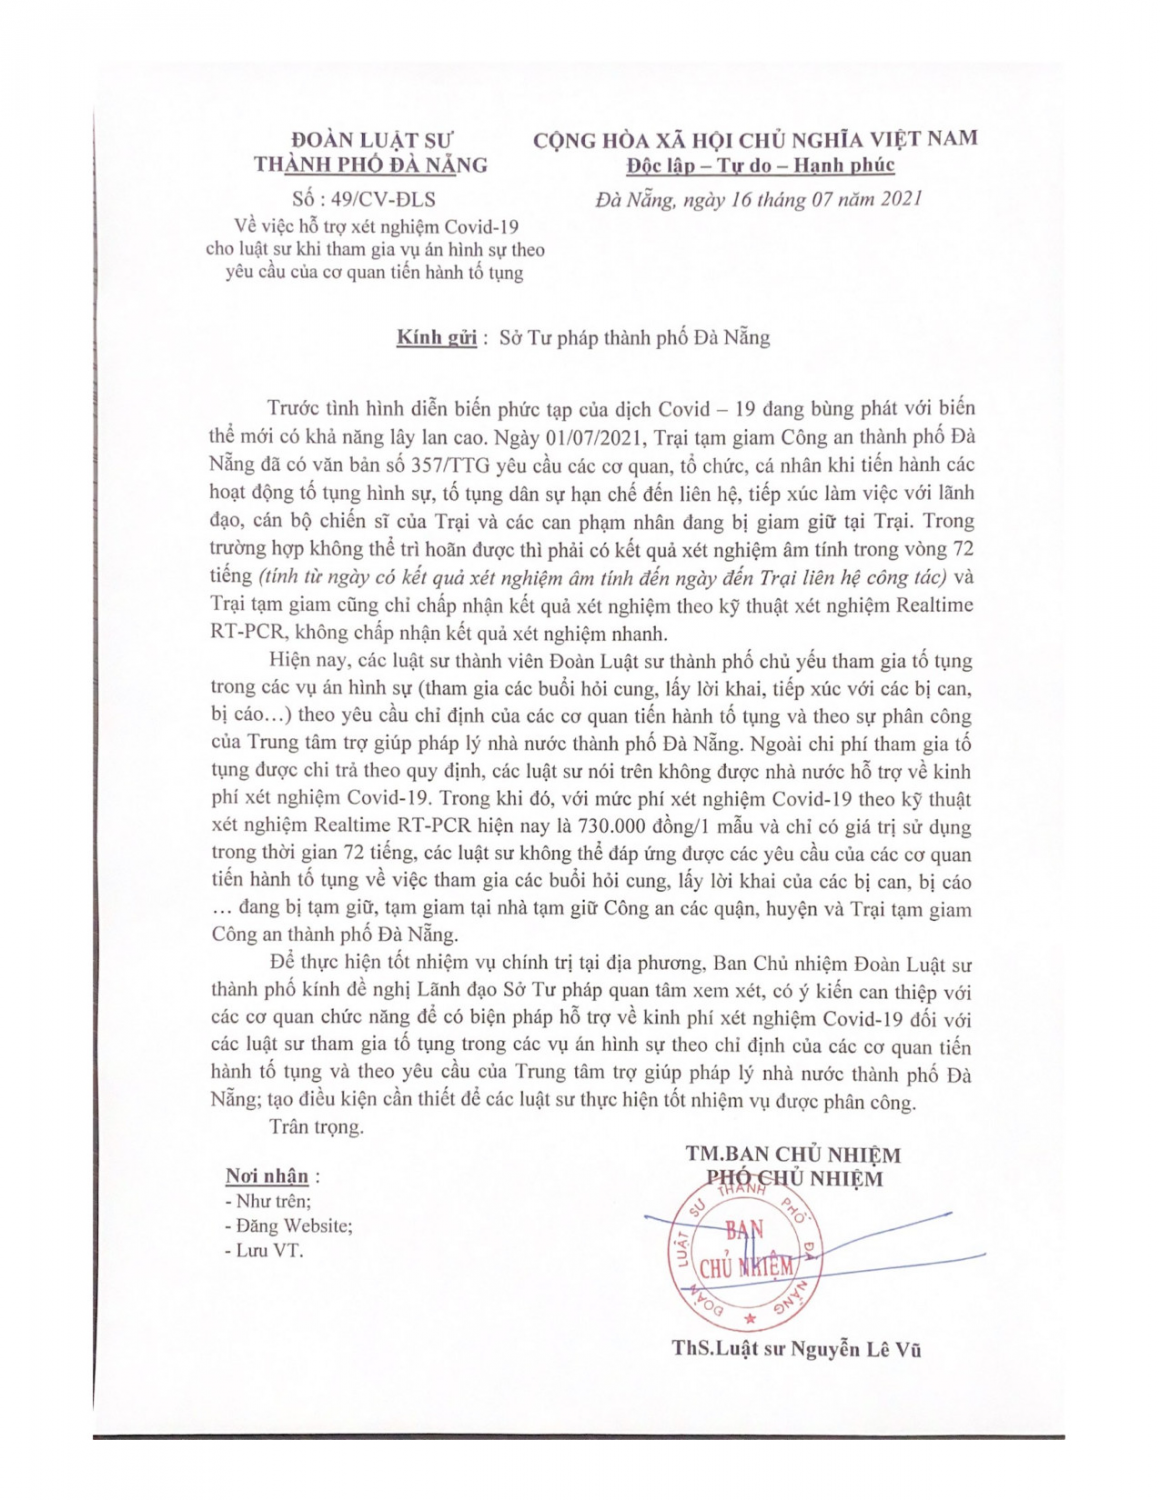 ĐOÀN LUẬT SƯ
THÀNH PHỐ ĐÀ NẴNG
Số : 49/CV-ĐLS
Về việc hỗ trợ xét nghiệm Covid-19
cho luật sư khi tham gia vụ án hình sự theo
yêu cầu của cơ quan tiến hành tố tụng
CỘNG HÒA XÃ HỘI CHỦ NGHĨA VIỆT NAM
Độc lập – Tự do – Hạnh phúc
Đà Nẵng, ngày 16 tháng 07 năm 2021
Kính gửi : Sở Tư pháp thành phố Đà Nẵng
Trước tình hình diễn biến phức tạp của dịch Covid – 19 đang bùng phát với biến
thể mới có khả năng lây lan cao. Ngày 01/07/2021, Trại tạm giam Công an thành phố Đà
Nẵng đã có văn bản số 357/TTG yêu cầu các cơ quan, tổ chức, cá nhân khi tiến hành các
hoạt động tố tụng hình sự, tố tụng dân sự hạn chế đến liên hệ, tiếp xúc làm việc với lãnh
đạo, cán bộ chiến sĩ của Trại và các can phạm nhân đang bị giam giữ tại Trại. Trong
trường hợp không thể trì hoãn được thì phải có kết quả xét nghiệm âm tính trong vòng 72
tiếng (tính từ ngày có kết quả xét nghiệm âm tính đến ngày đến Trại liên hệ công tác) và
Trại tạm giam cũng chỉ chấp nhận kết quả xét nghiệm theo kỹ thuật xét nghiệm Realtime
RT-PCR, không chấp nhận kết quả xét nghiệm nhanh.
Hiện nay, các luật sư thành viên Đoàn Luật sư thành phố chủ yếu tham gia tố tụng
trong các vụ án hình sự (tham gia các buổi hỏi cung, lấy lời khai, tiếp xúc với các bị can,
bị cáo…) theo yêu cầu chỉ định của các cơ quan tiến hành tố tụng và theo sự phân công
của Trung tâm trợ giúp pháp lý nhà nước thành phố Đà Nẵng. Ngoài chi phí tham gia tố
tụng được chi trả theo quy định, các luật sư nói trên không được nhà nước hỗ trợ về kinh
phí xét nghiệm Covid-19. Trong khi đó, với mức phí xét nghiệm Covid-19 theo kỹ thuật
xét nghiệm Realtime RT-PCR hiện nay là 730.000 đồng/1 mẫu và chỉ có giá trị sử dụng
trong thời gian 72 tiếng, các luật sư không thể đáp ứng được các yêu cầu của các cơ quan
tiến hành tố tụng về việc tham gia các buổi hỏi cung, lấy lời khai của các bị can, bị cáo
… đang bị tạm giữ, tạm giam tại nhà tạm giữ Công an các quận, huyện và Trại tạm giam
Công an thành phố Đà Nẵng.
Để thực hiện tốt nhiệm vụ chính trị tại địa phương, Ban Chủ nhiệm Đoàn Luật sư
thành phố kính đề nghị Lãnh đạo Sở Tư pháp quan tâm xem xét, có ý kiến can thiệp với
các cơ quan chức năng để có biện pháp hỗ trợ về kinh phí xét nghiệm Covid-19 đối với
các luật sư tham gia tố tụng trong các vụ án hình sự theo chỉ định của các cơ quan tiến
hành tố tụng và theo yêu cầu của Trung tâm trợ giúp pháp lý nhà nước thành phố Đà
Nẵng; tạo điều kiện cần thiết để các luật sư thực hiện tốt nhiệm vụ được phân công.
Trân trọng.
Nơi nhận :
- Như trên;
- Đăng Website;
- Lưu VT.
TM.BAN CHỦ NHIỆM
PHÓ CHỦ NHIỆM
ĐOÀN LUẬT SƯ THÀNH PHỐ ĐÀ NẴNG
BAN
CHỦ NHIỆM
ThS.Luật sư Nguyễn Lê Vũ